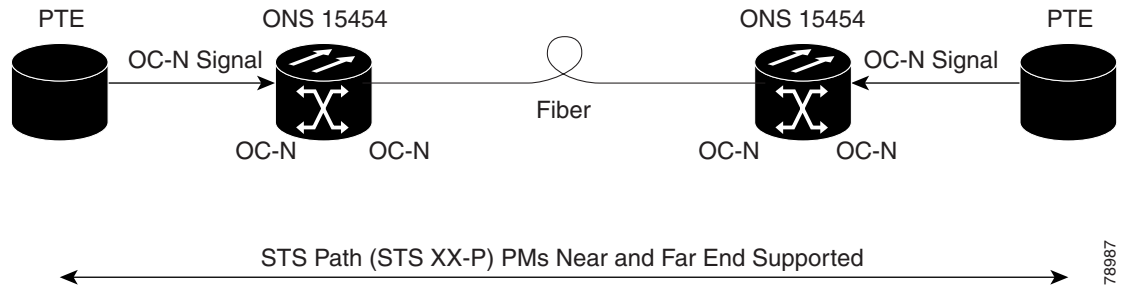 PTE
ONS 15454
ONS 15454
PTE
OC-N Signal
OC-N Signal
Fiber
OC-N
OC-N
OC-N
OC-N
STS Path (STS XX-P) PMs Near and Far End Supported
78987